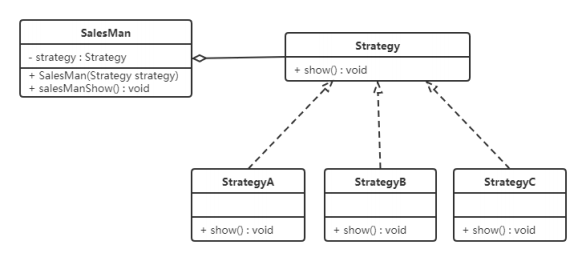 SalesMan
- strategy : Strategy
+ SalesMan(Strategy strategy)
+ salesManShow() : void
Strategy
+ show() : void
StrategyA
+ show() : void
StrategyB
+ show() : void
StrategyC
+ show() : void